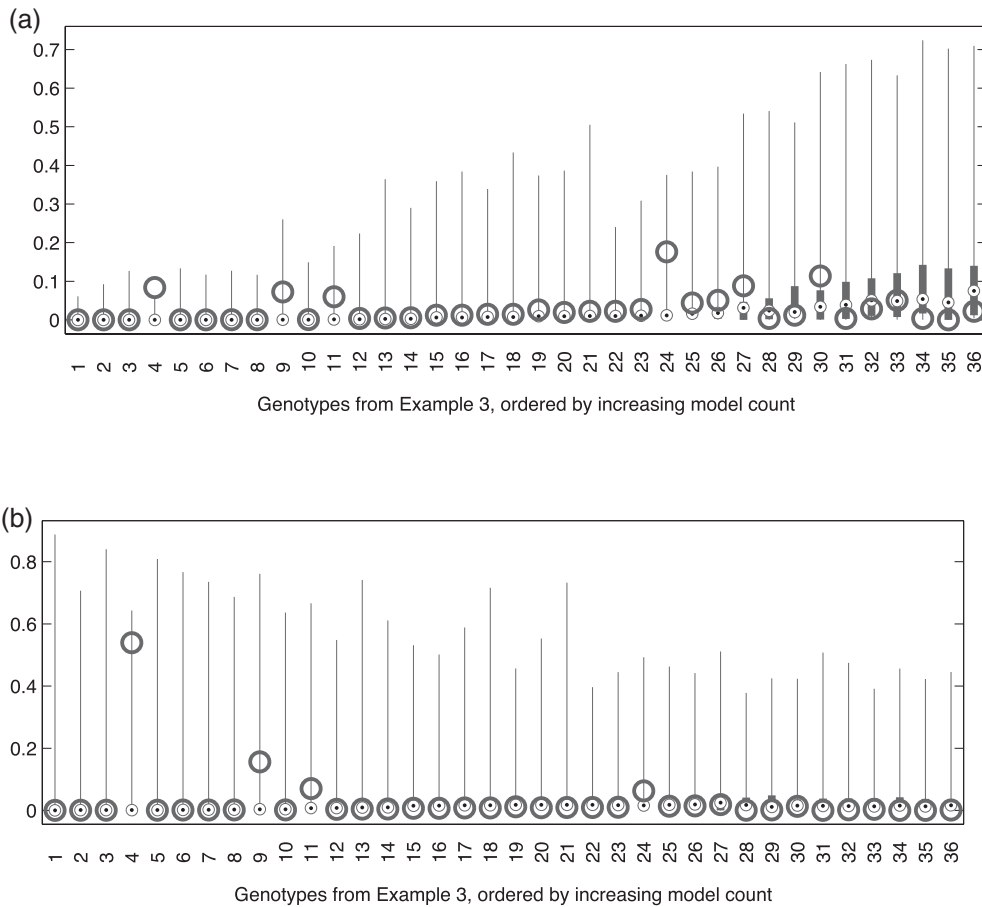 (a)
0.7
0.6
0.5
0.4
0.3
0.2
0.1
0
1 2 3 4 5 6 7 8 9 10 11 12 13 14 15 16 17 18 19 20 21 22 23 24 25 26 27 28 29 30 31 32 33 34 35 36
Genotypes from Example 3, ordered by increasing model count
(b)
0.8
0.6
0.4
0.2
0
1 2 3 4 5 6 7 8 9 10 11 12 13 14 15 16 17 18 19 20 21 22 23 24 25 26 27 28 29 30 31 32 33 34 35 36
Genotypes from Example 3, ordered by increasing model count